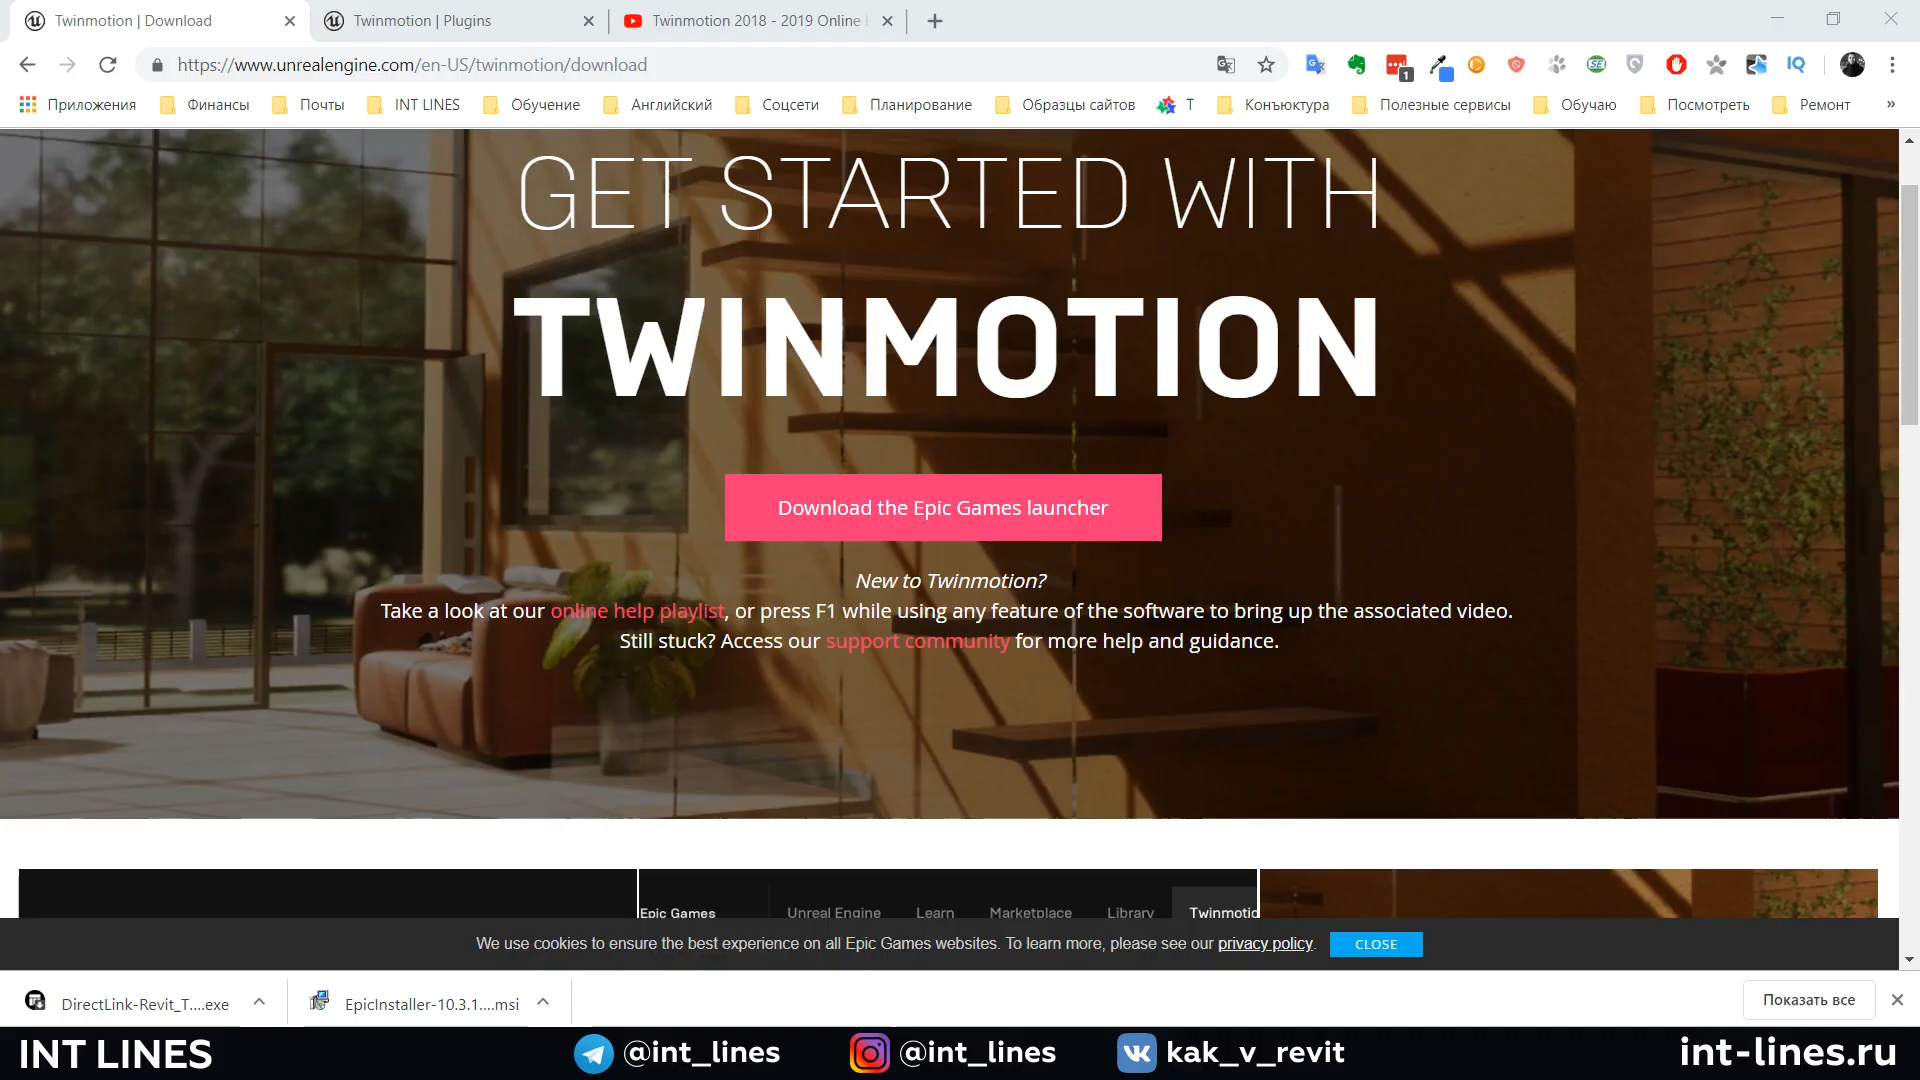 Twinmotion | Download
Twinmotion | Plugins
Twinmotion 2018 - 2019 Online
https://www.unrealengine.com/en-US/twinmotion/download
1
SE
IQ
Приложения
Финансы
Почты
INT LINES
Обучение
Английский
Соцсети
Планирование
Образцы сайтов
T
Конъюктура
Полезные сервисы
Обучаю
Посмотреть
Ремонт
»
GET STARTED WITH
TWINMOTION
Download the Epic Games launcher
New to Twinmotion?
Take a look at our online help playlist, or press F1 while using any feature of the software to bring up the associated video.
Still stuck? Access our support community for more help and guidance.
Epic Games
Unreal Engine
Learn
Marketplace
Library
Twinmotio
We use cookies to ensure the best experience on all Epic Games websites. To learn more, please see our privacy policy.
CLOSE
DirectLink-Revit_T....exe
EpicInstaller-10.3.1....msi
Показать все
INT LINES
@int_lines
@int_lines
kak_v_revit
int-lines.ru